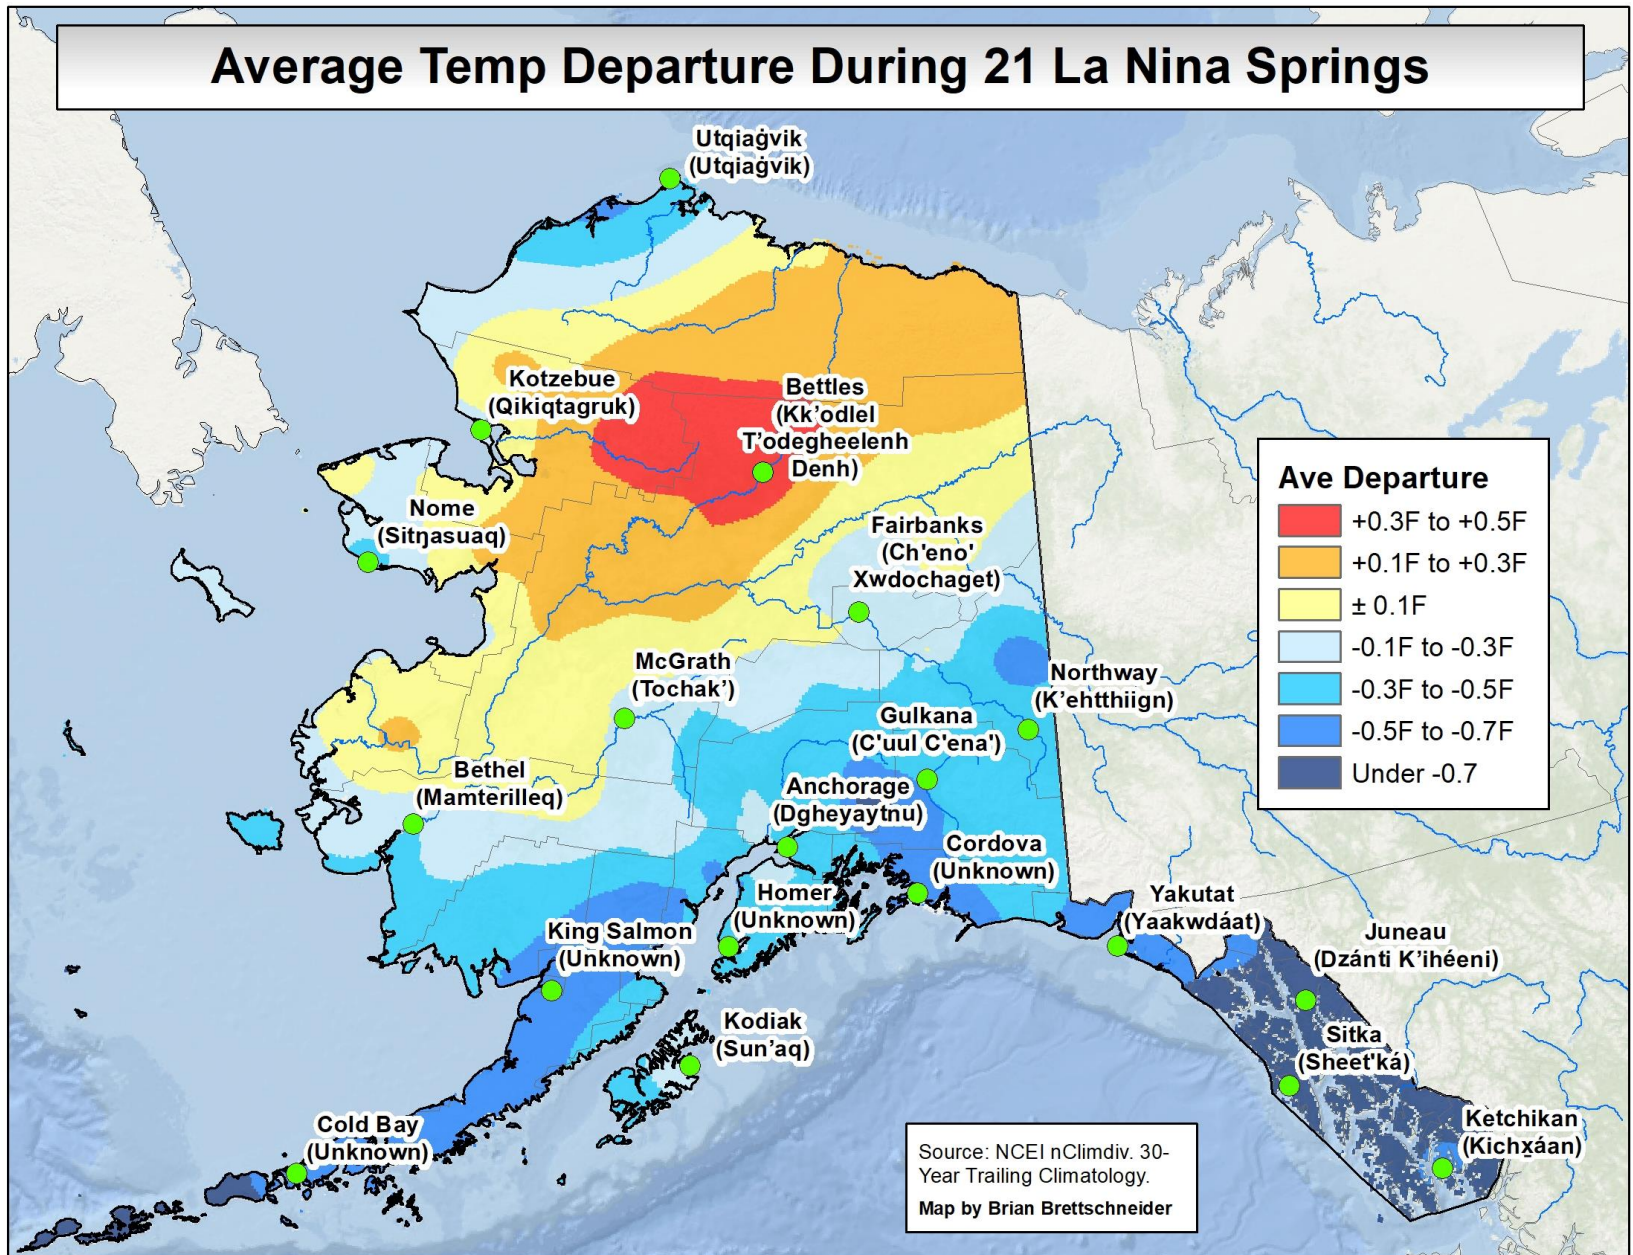 Average Temp Departure During 21 La Nina Springs
Utqiaġvik
(Utqiaġvik)
Kotzebue
(Qikiqtagruk)
Bettles
(Kk’odlel
T’odegheelenh
Denh)
Nome
(Sitŋasuaq)
Fairbanks
(Ch'eno'
Xwdochaget)
McGrath
(Tochak’)
Northway
(K’ehtthiign)
Gulkana
(C'uul C'ena')
Bethel
(Mamterilleq)
Anchorage
(Dgheyaytnu)
Cordova
(Unknown)
Homer
(Unknown)
King Salmon
(Unknown)
Yakutat
(Yaakwdáat)
Juneau
(Dzánti K’ihéeni)
Kodiak
(Sun’aq)
Sitka
(Sheet'ká)
Cold Bay
(Unknown)
Ketchikan
(Kichx̱áan)
Ave Departure
+0.3F to +0.5F
+0.1F to +0.3F
± 0.1F
-0.1F to -0.3F
-0.3F to -0.5F
-0.5F to -0.7F
Under -0.7
Source: NCEI nClimdiv. 30-
Year Trailing Climatology.
Map by Brian Brettschneider